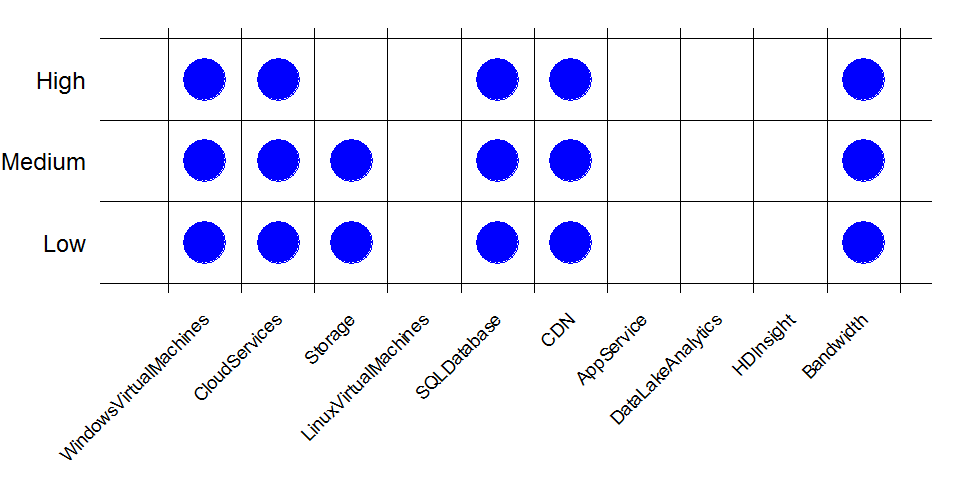 High
Medium
Low
WindowsVirtualMachines
CloudServices
Storage
LinuxVirtualMachines
SQLDatabase
CDN
AppService
DataLakeAnalytics
HDInsight
Bandwidth